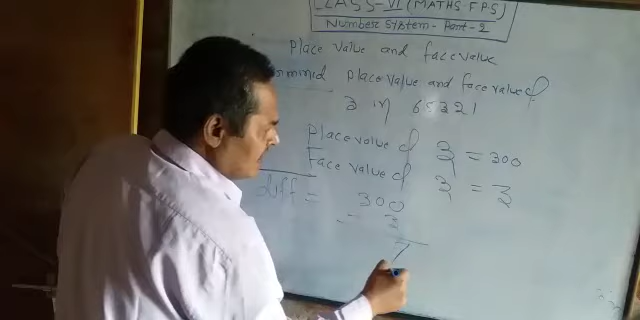 CLASS-VI (MATHS-FPS)
Number System - Part-2
Place value and face value
Place value and face value of
3 in 65321
Place value of 3 = 300
Face value of 3 = 3
diff = 300
- 3